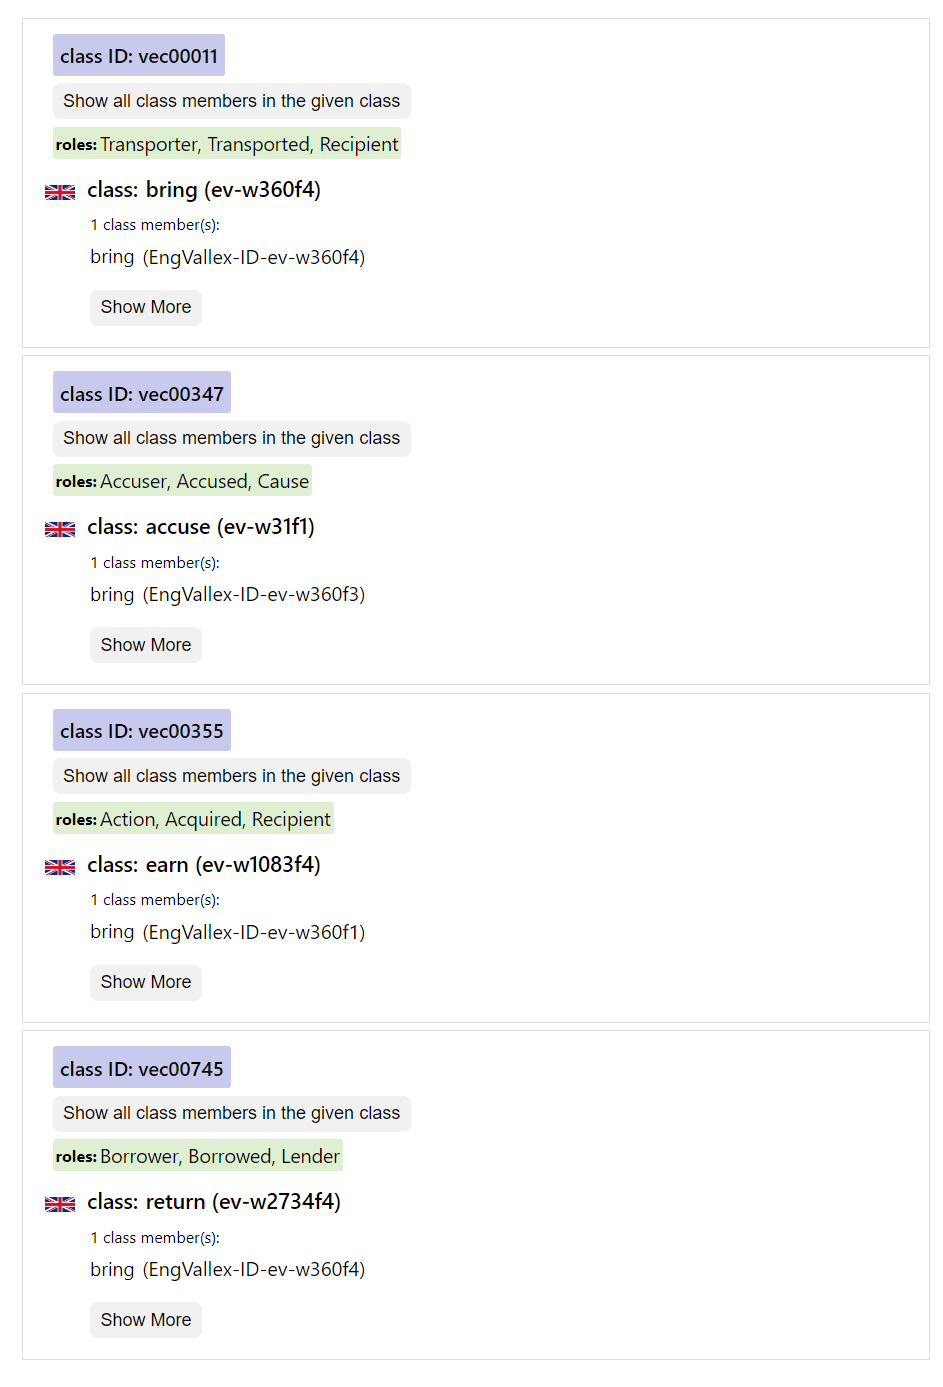 class ID: vec00011
Show all class members in the given class
roles: Transporter, Transported, Recipient
class: bring (ev-w360f4)
1 class member(s):
bring (EngVallex-ID-ev-w360f4)
Show More
class ID: vec00347
Show all class members in the given class
roles: Accuser, Accused, Cause
class: accuse (ev-w31f1)
1 class member(s):
bring (EngVallex-ID-ev-w360f3)
Show More
class ID: vec00355
Show all class members in the given class
roles: Action, Acquired, Recipient
class: earn (ev-w1083f4)
1 class member(s):
bring (EngVallex-ID-ev-w360f1)
Show More
class ID: vec00745
Show all class members in the given class
roles: Borrower, Borrowed, Lender
class: return (ev-w2734f4)
1 class member(s):
bring (EngVallex-ID-ev-w360f4)
Show More